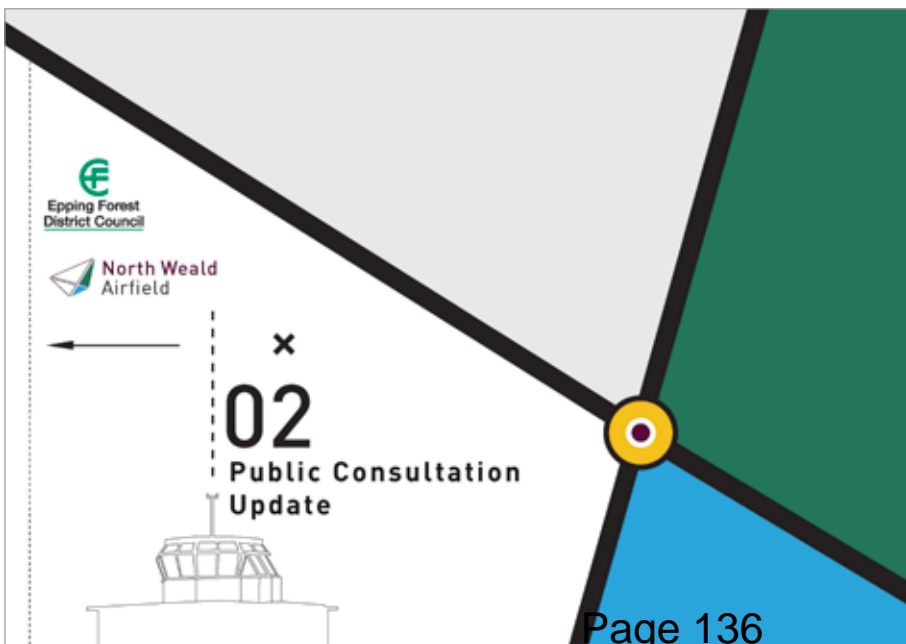 Epping Forest
District Council
North Weald
Airfield
×
02
Public Consultation
Update
Page 136